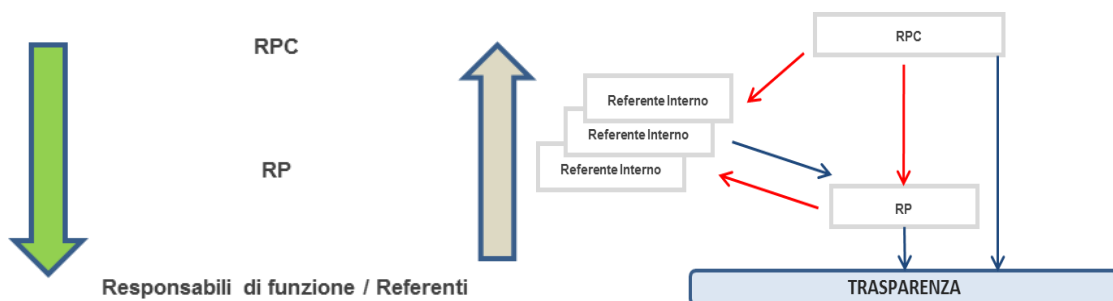 RPC
RP
Responsabili di funzione / Referenti
RPC
Referente Interno
Referente Interno
Referente Interno
RP
TRASPARENZA